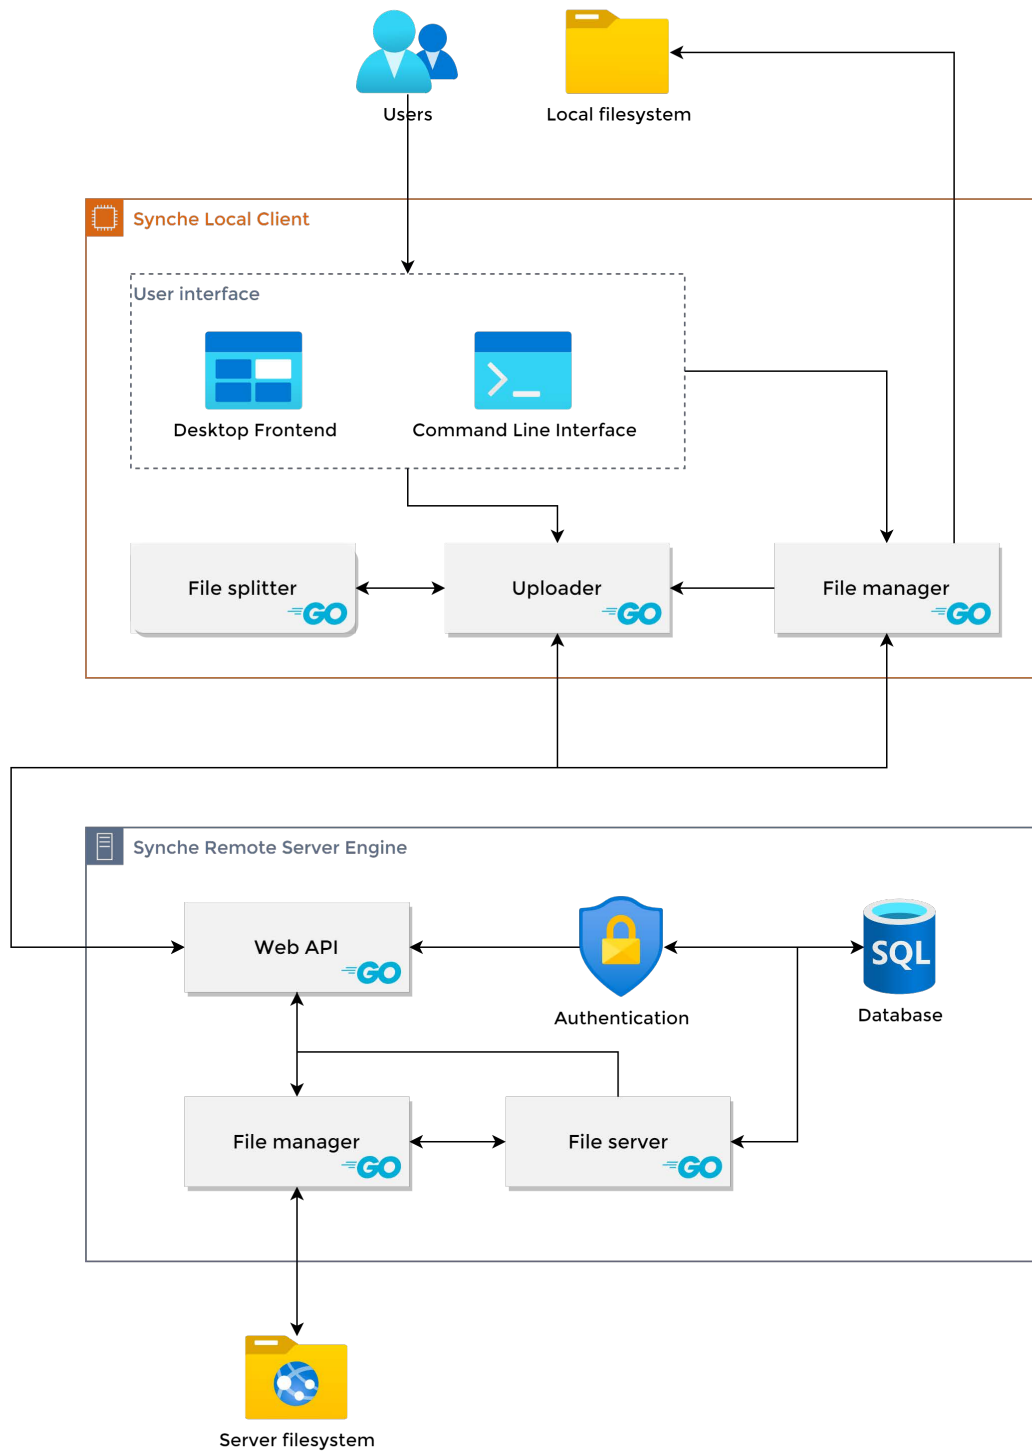 Users
Local filesystem
Synche Local Client
User interface
Desktop Frontend
Command Line Interface
File splitter
GO
Uploader
GO
File manager
GO
Synche Remote Server Engine
Web API
GO
SQL
Authentication
Database
File manager
GO
File server
GO
Server filesystem